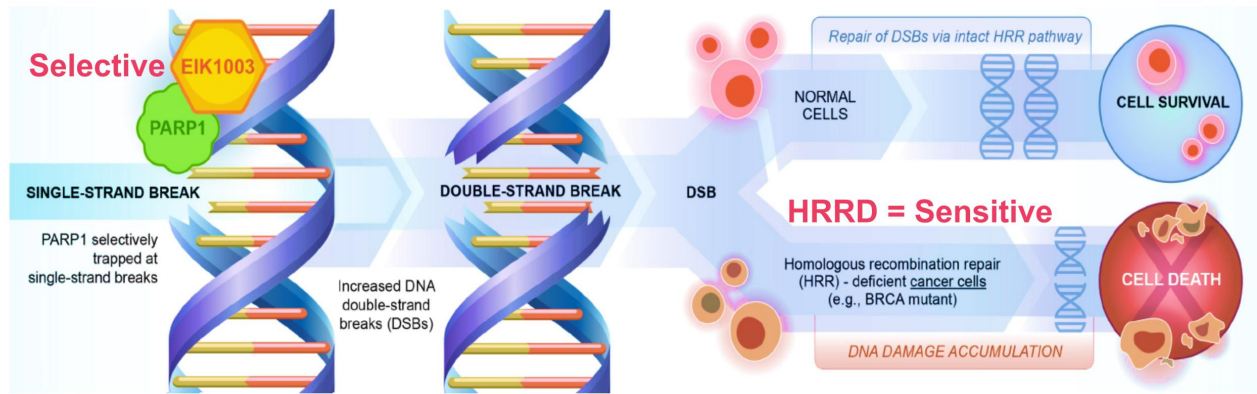 Selective
EIK1003
PARP1
SINGLE-STRAND BREAK
PARP1 selectively
trapped at
single-strand breaks
Increased DNA
double-strand
breaks (DSBs)
DOUBLE-STRAND BREAK
DSB
NORMAL
CELLS
Repair of DSBs via intact HRR pathway
CELL SURVIVAL
HRRD = Sensitive
Homologous recombination repair
(HRR) - deficient cancer cells
(e.g., BRCA mutant)
DNA DAMAGE ACCUMULATION
CELL DEATH